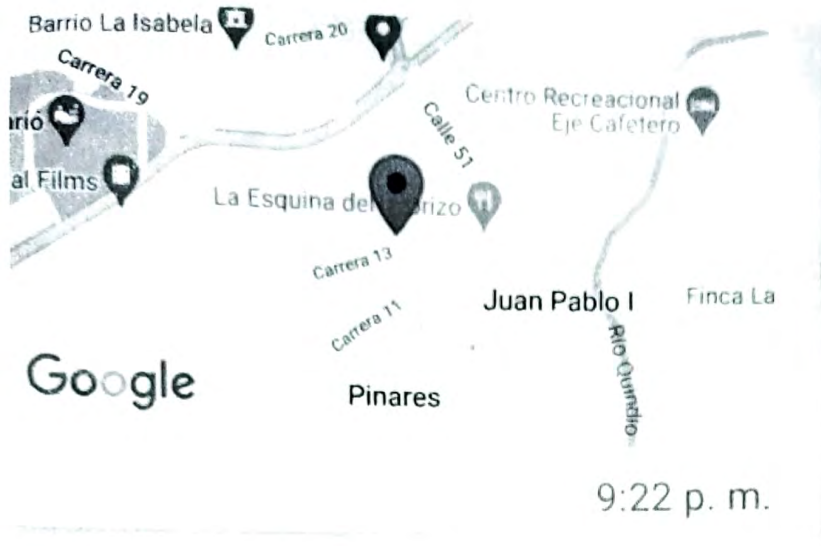 Barrio La Isabela
Carrera 20
Carrera 19
Centro Recreacional
Eje Cafetero
Calle 51
al Films
La Esquina del
Carrera 13
Juan Pablo I
Finca La
Carrera 11
Río Quindío
Google
Pinares
9:22 p. m.